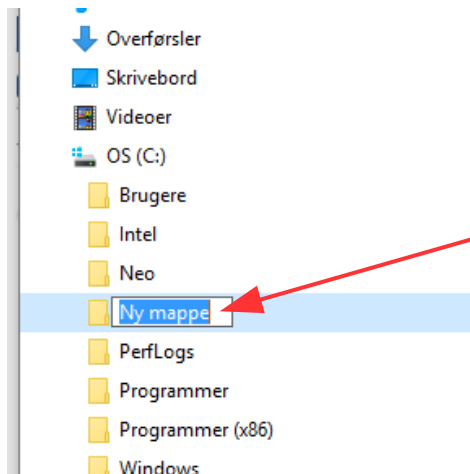 Overførsler
Skrivebord
Videoer
OS (C:)
Brugere
Intel
Neo
Ny mappe
PerfLogs
Programmer
Programmer (x86)
Windows